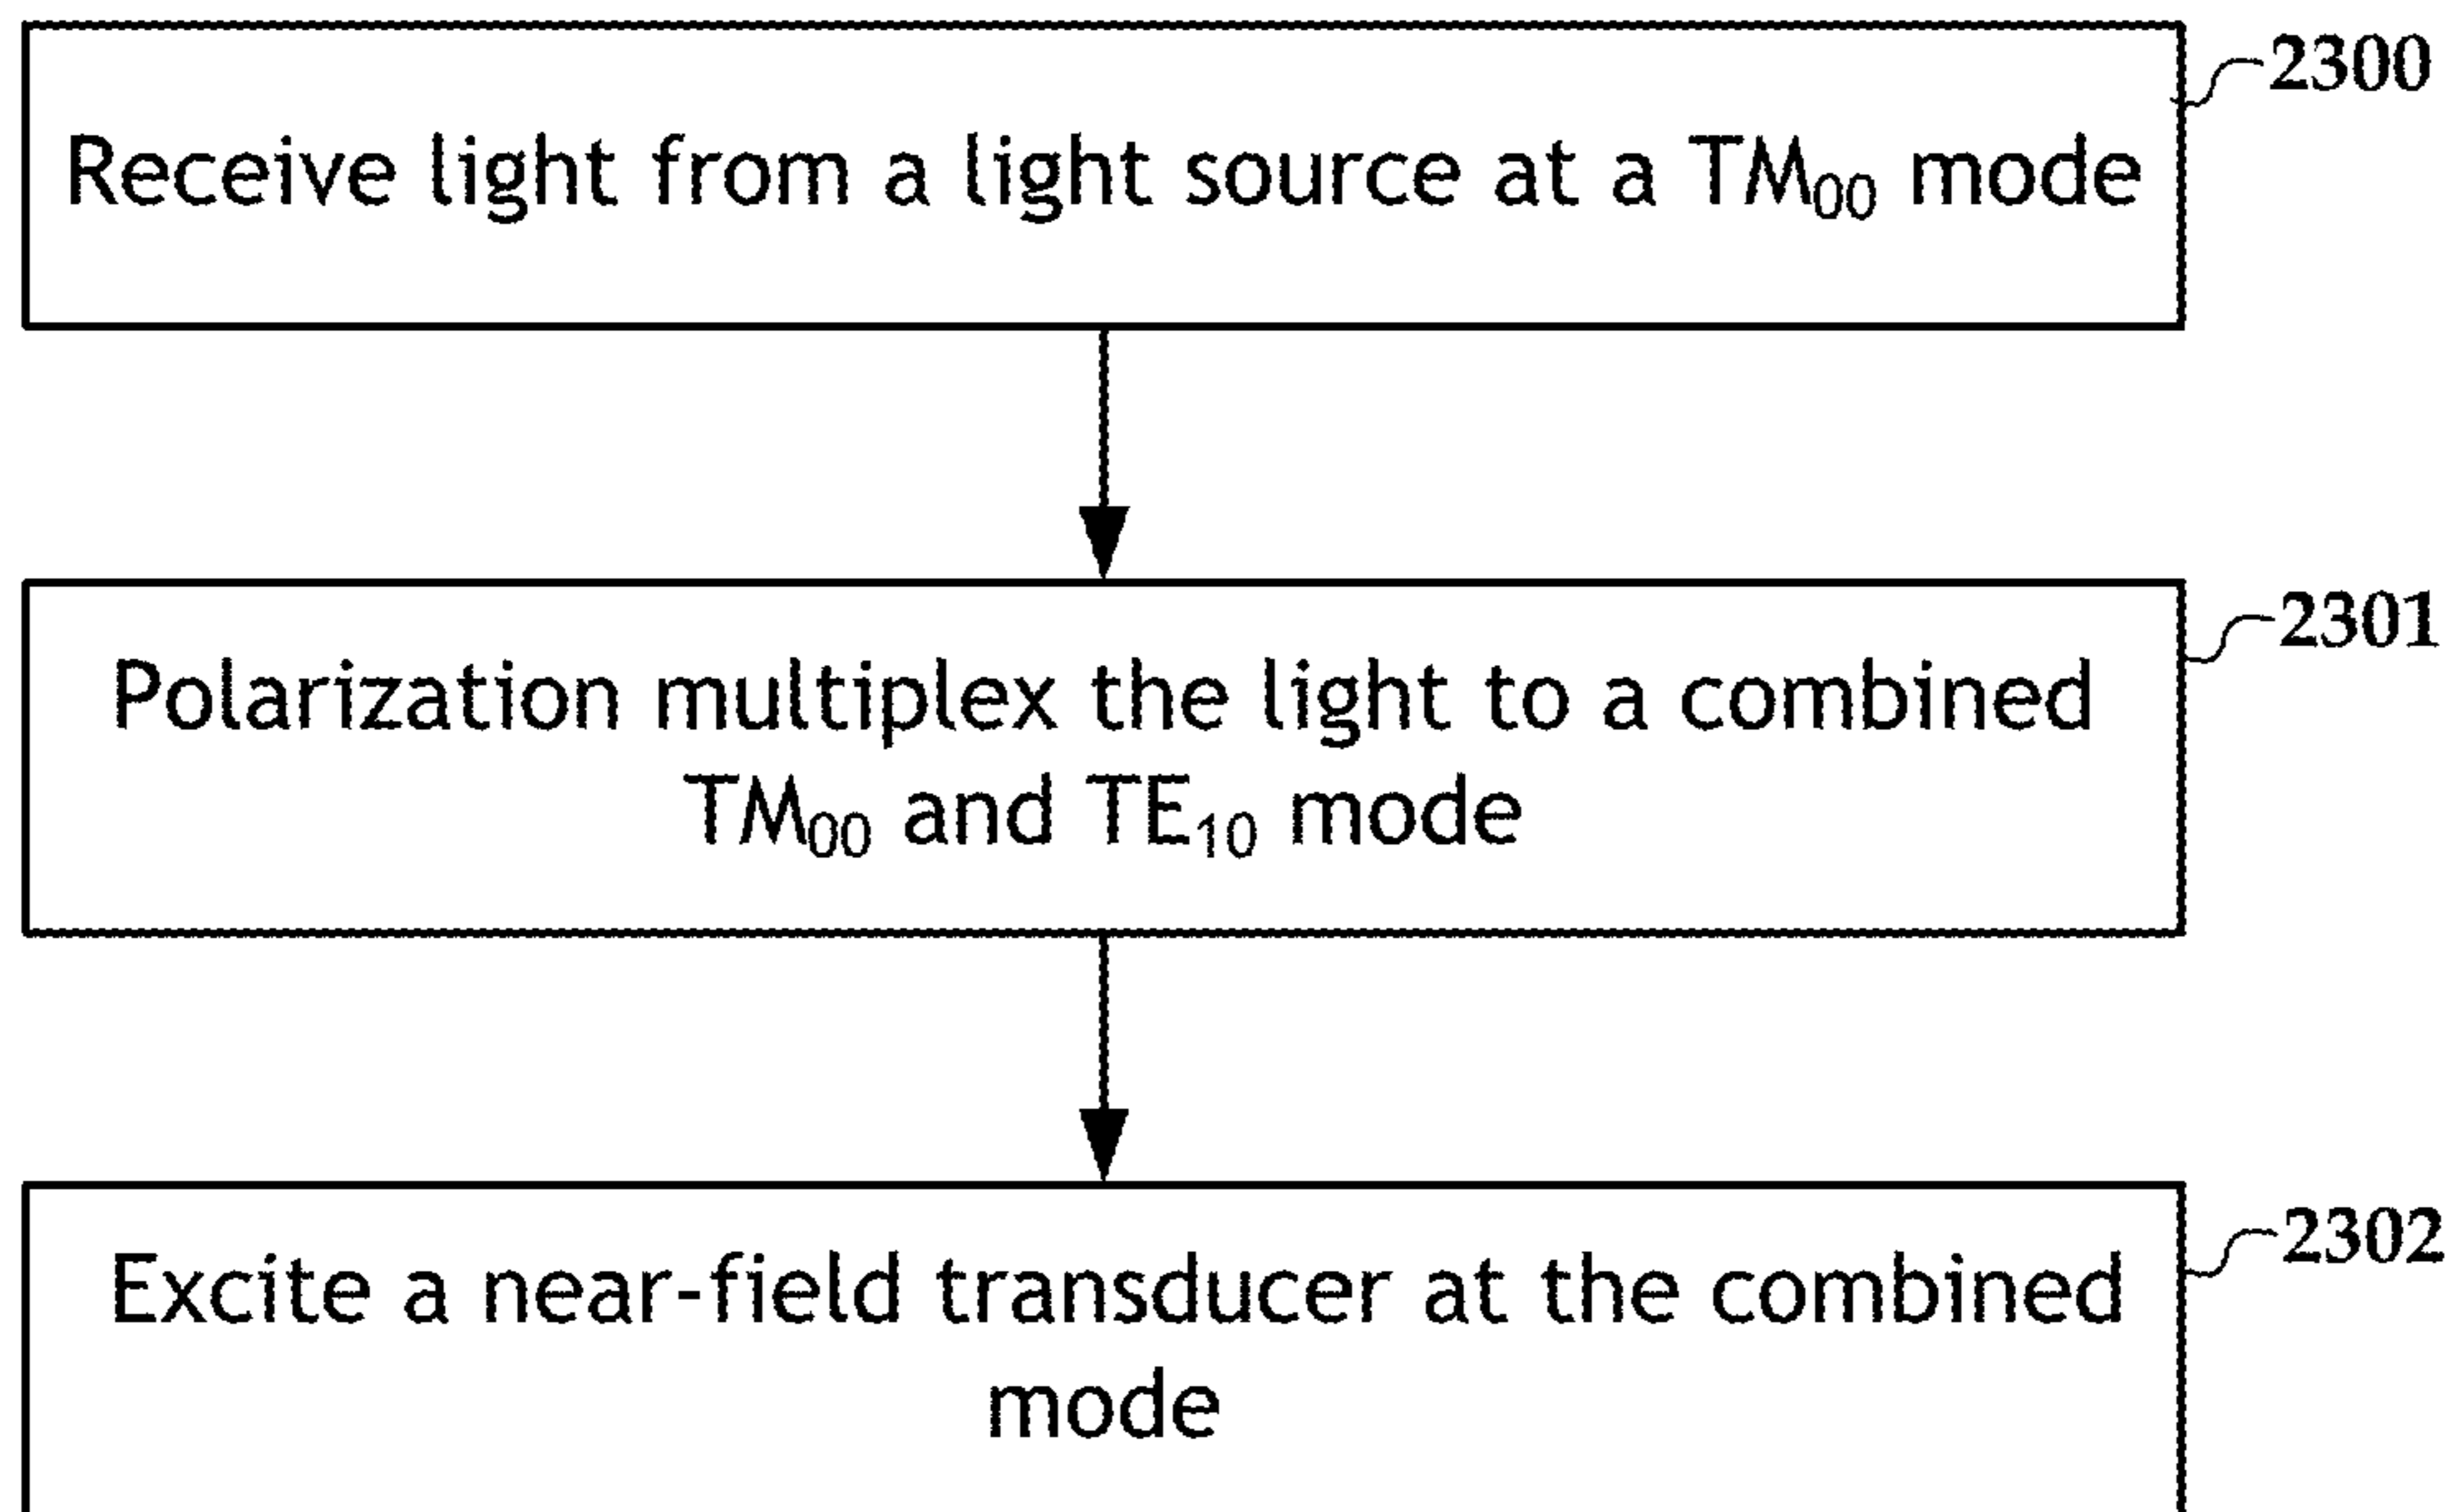 2300
Receive light from a light source at a TM₀₀ mode
2301
Polarization multiplex the light to a combined
TM₀₀ and TE₁₀ mode
2302
Excite a near-field transducer at the combined
mode